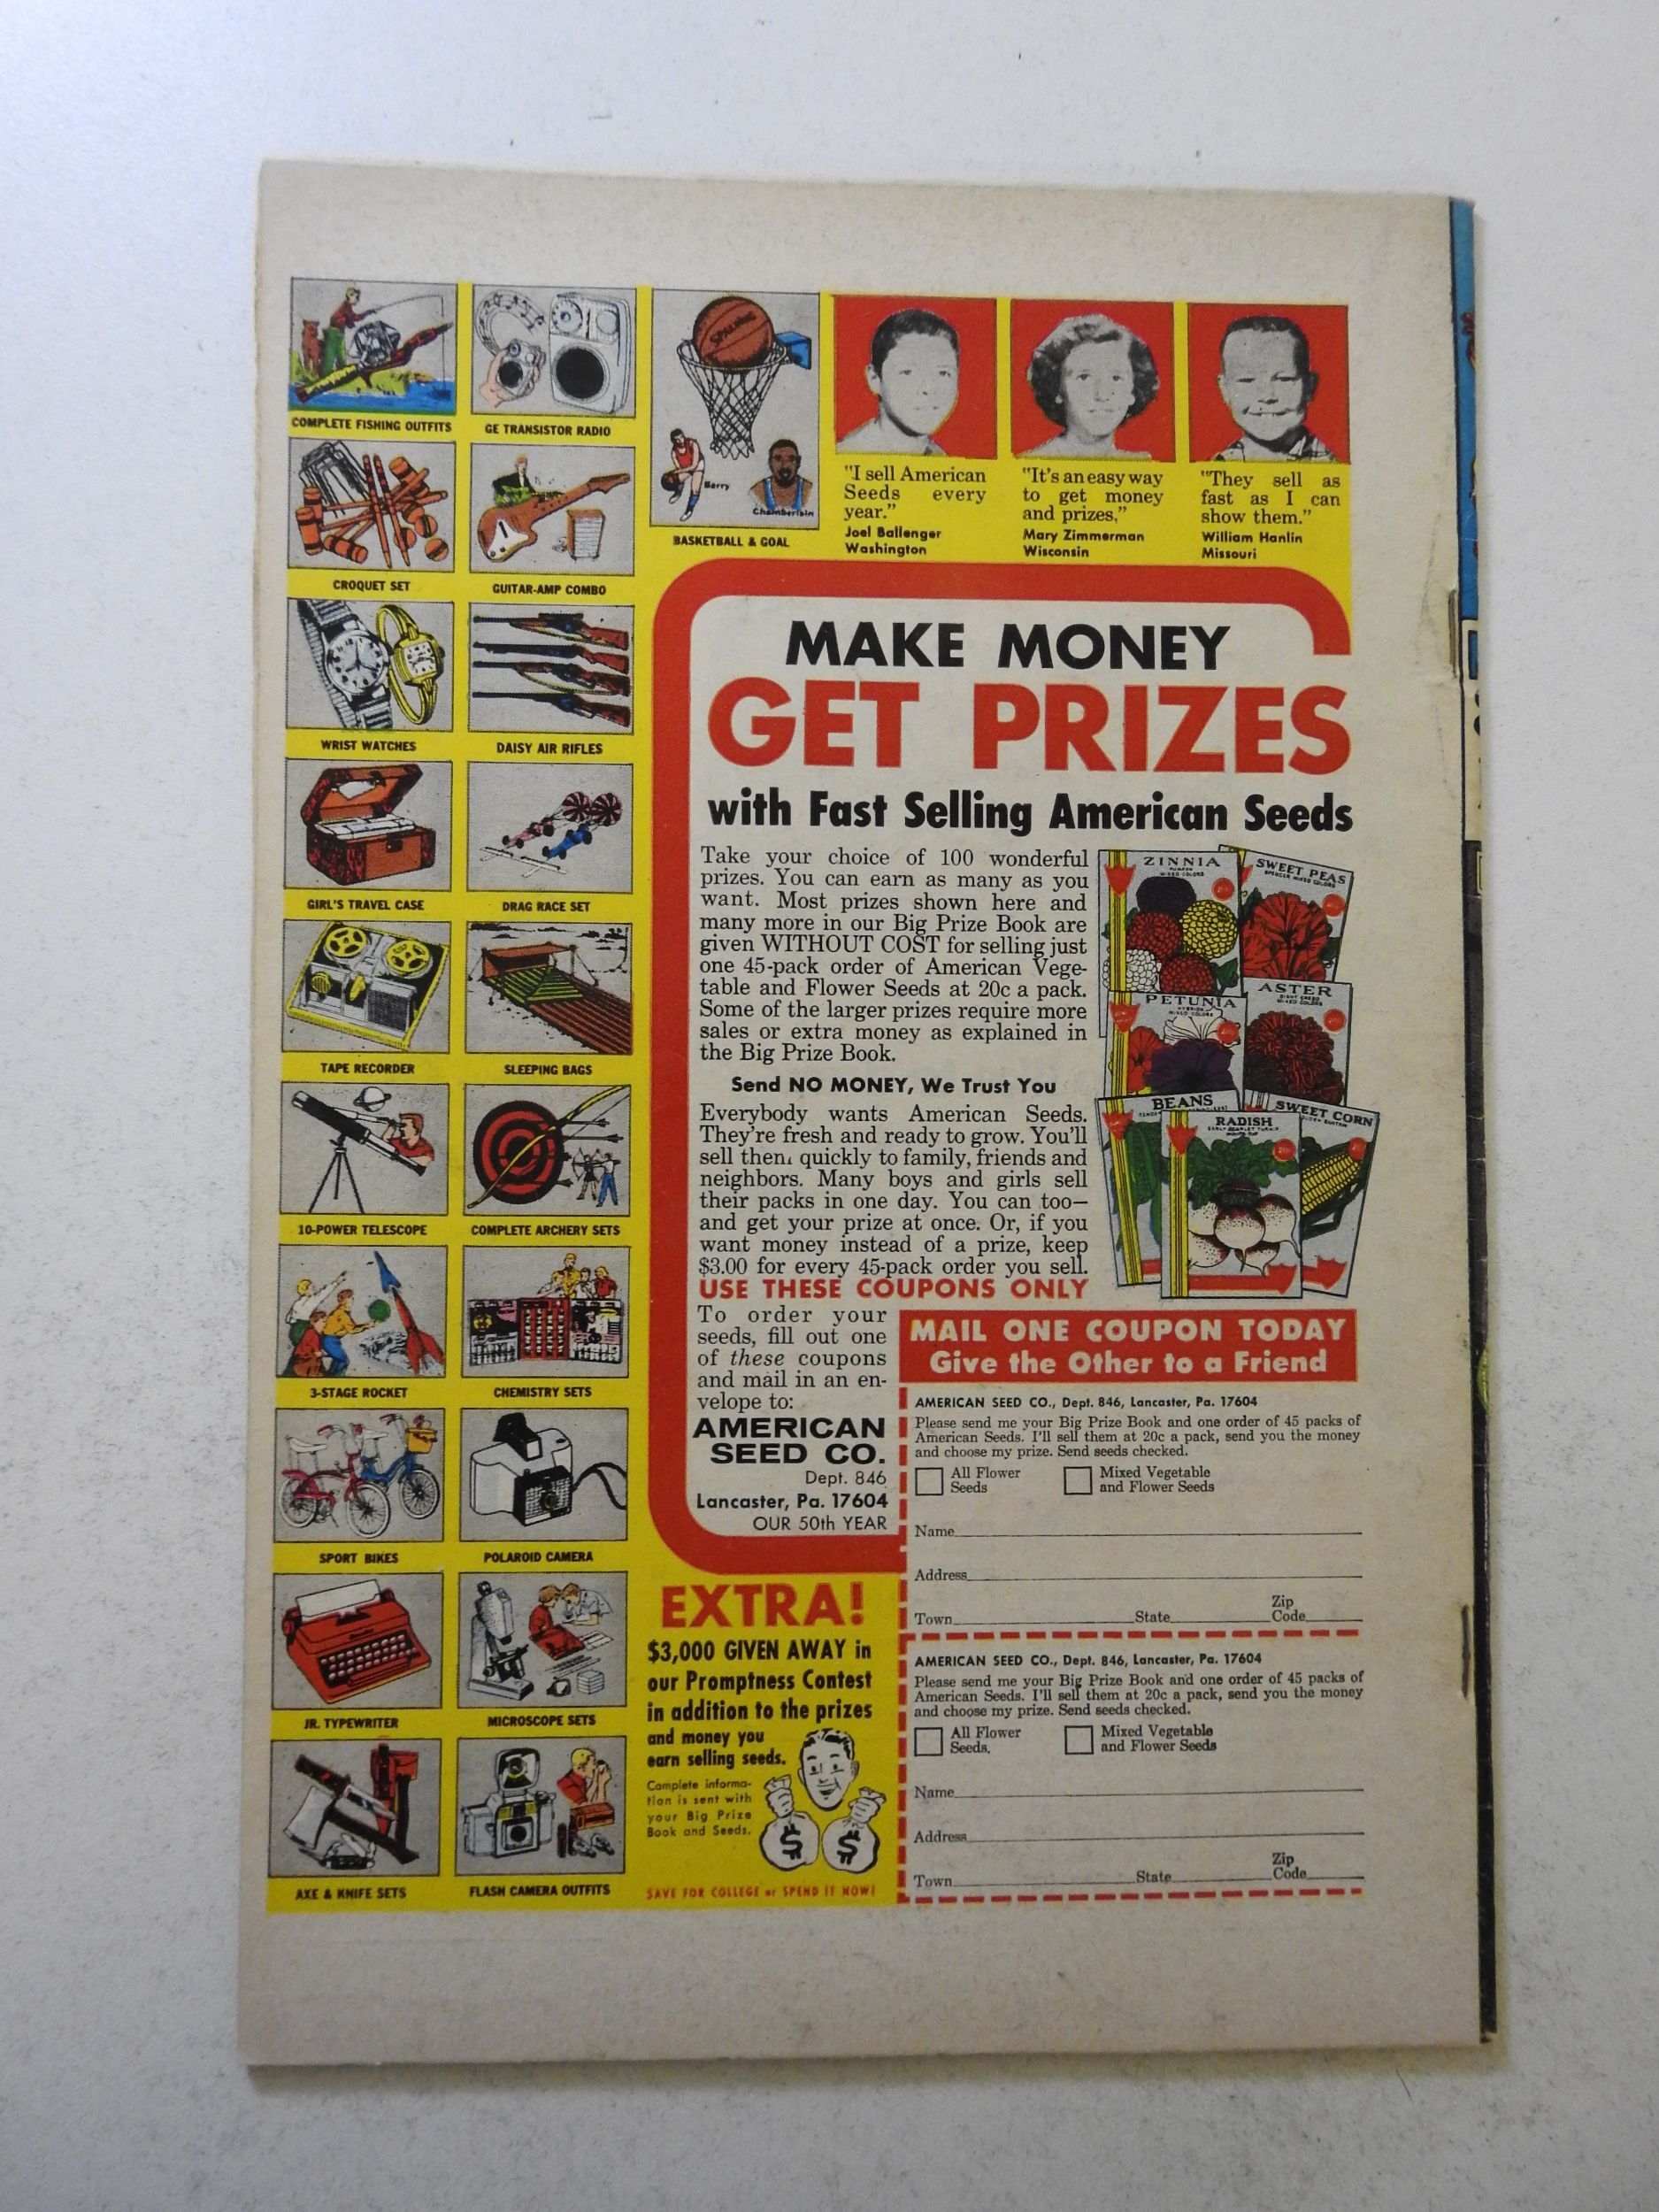 COMPLETE FISHING OUTFITS
GE TRANSISTOR RADIO
CROQUET SET
GUITAR-AMP COMBO
WRIST WATCHES
DAISY AIR RIFLES
GIRL'S TRAVEL CASE
DRAG RACE SET
TAPE RECORDER
SLEEPING BAGS
10-POWER TELESCOPE
COMPLETE ARCHERY SETS
3-STAGE ROCKET
CHEMISTRY SETS
SPORT BIKES
POLAROID CAMERA
JR. TYPEWRITER
MICROSCOPE SETS
AXE & KNIFE SETS
FLASH CAMERA OUTFITS
SPALDING
Barry
Chamberlain
BASKETBALL & GOAL
"I sell American
Seeds every
year."
Joel Ballenger
Washington
"It's an easy way
to get money
and prizes."
Mary Zimmerman
Wisconsin
"They sell as
fast as I can
show them."
William Hanlin
Missouri
MAKE MONEY
GET PRIZES
with Fast Selling American Seeds
Take your choice of 100 wonderful
prizes. You can earn as many as you
want. Most prizes shown here and
many more in our Big Prize Book are
given WITHOUT COST for selling just
one 45-pack order of American Vege-
table and Flower Seeds at 20c a pack.
Some of the larger prizes require more
sales or extra money as explained in
the Big Prize Book.
Send NO MONEY, We Trust You
Everybody wants American Seeds.
They're fresh and ready to grow. You'll
sell them quickly to family, friends and
neighbors. Many boys and girls sell
their packs in one day. You can too—
and get your prize at once. Or, if you
want money instead of a prize, keep
$3.00 for every 45-pack order you sell.
USE THESE COUPONS ONLY
To order your
seeds, fill out one
of these coupons
and mail in an en-
velope to:
AMERICAN
SEED CO.
Dept. 846
Lancaster, Pa. 17604
OUR 50th YEAR
ZINNIA
MIXED COLORS
SWEET PEAS
SPENCER MIXED COLORS
PETUNIA
MIXED COLORS
ASTER
MIXED COLORS
BEANS
RADISH
SWEET CORN
MAIL ONE COUPON TODAY
Give the Other to a Friend
AMERICAN SEED CO., Dept. 846, Lancaster, Pa. 17604
Please send me your Big Prize Book and one order of 45 packs of
American Seeds. I'll sell them at 20c a pack, send you the money
and choose my prize. Send seeds checked.
All Flower
Seeds
Mixed Vegetable
and Flower Seeds
Name
Address
Town State Zip
Code
AMERICAN SEED CO., Dept. 846, Lancaster, Pa. 17604
Please send me your Big Prize Book and one order of 45 packs of
American Seeds. I'll sell them at 20c a pack, send you the money
and choose my prize. Send seeds checked.
All Flower
Seeds.
Mixed Vegetable
and Flower Seeds
Name
Address
Town State Zip
Code
EXTRA!
$3,000 GIVEN AWAY in
our Promptness Contest
in addition to the prizes
and money you
earn selling seeds.
Complete informa-
tion is sent with
your Big Prize
Book and Seeds.
$ $
SAVE FOR COLLEGE or SPEND IT NOW!